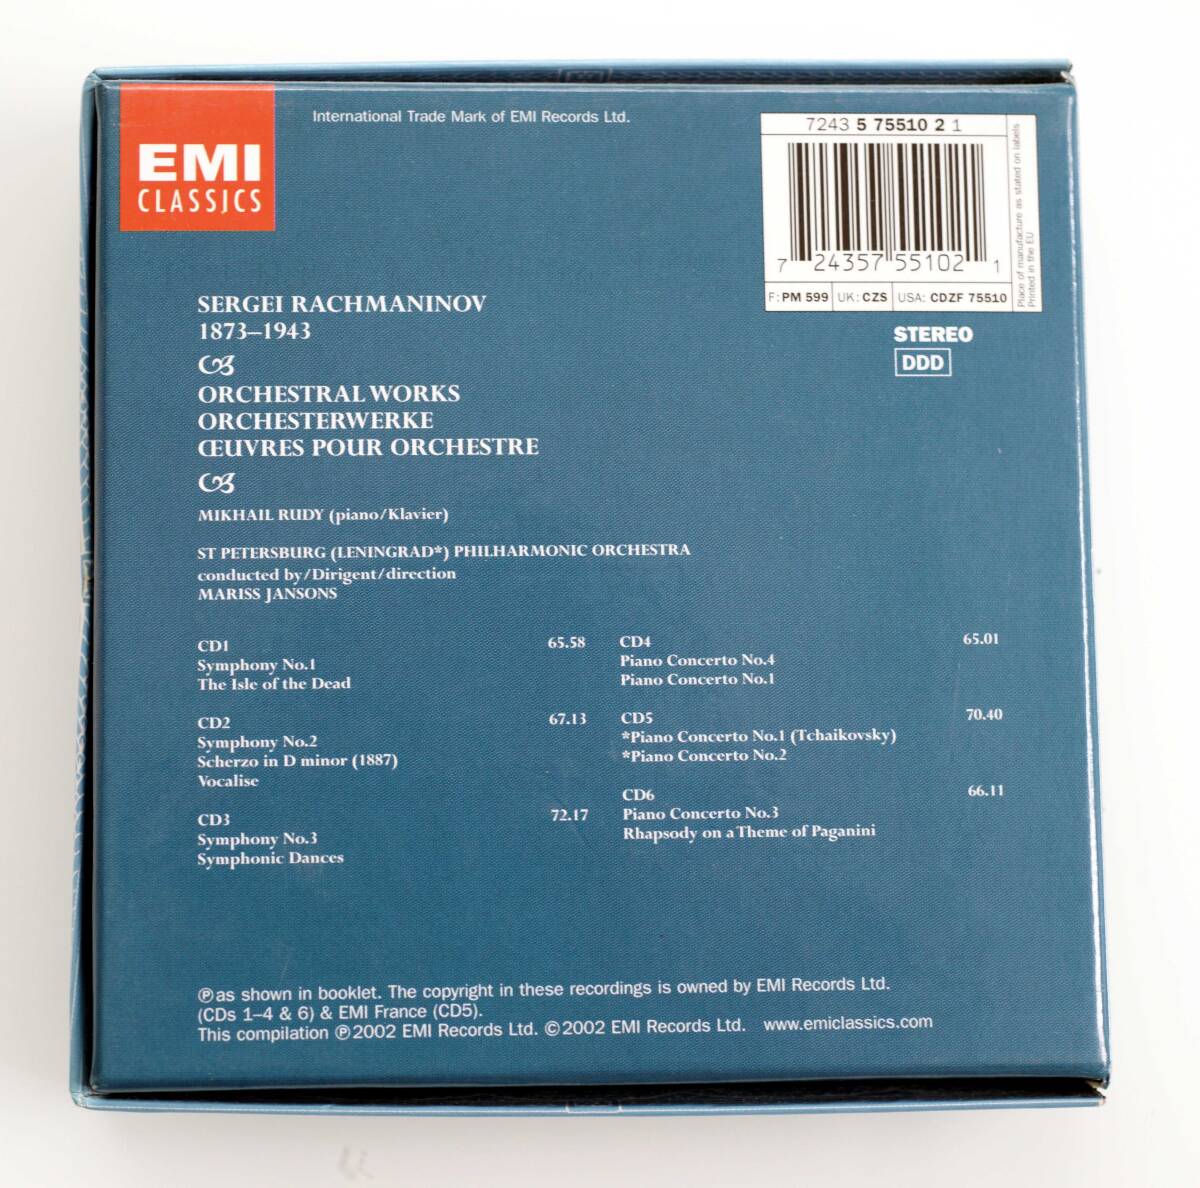 EMI
CLASSICS
International Trade Mark of EMI Records Ltd.
7243 5 75510 2 1
7 24357 55102 1
F: PM 599 UK: CZS USA: CDZF 75510
Place of manufacture as stated on labels
Printed in the EU
STEREO
DDD
SERGEI RACHMANINOV
1873–1943
ORCHESTRAL WORKS
ORCHESTERWERKE
ŒUVRES POUR ORCHESTRE
MIKHAIL RUDY (piano/Klavier)
ST PETERSBURG (LENINGRAD*) PHILHARMONIC ORCHESTRA
conducted by/Dirigent/direction
MARISS JANSONS
CD1 65.58
Symphony No.1
The Isle of the Dead
CD2 67.13
Symphony No.2
Scherzo in D minor (1887)
Vocalise
CD3 72.17
Symphony No.3
Symphonic Dances
CD4 65.01
Piano Concerto No.4
Piano Concerto No.1
CD5 70.40
*Piano Concerto No.1 (Tchaikovsky)
*Piano Concerto No.2
CD6 66.11
Piano Concerto No.3
Rhapsody on a Theme of Paganini
℗ as shown in booklet. The copyright in these recordings is owned by EMI Records Ltd.
(CDs 1–4 & 6) & EMI France (CD5).
This compilation ℗ 2002 EMI Records Ltd. © 2002 EMI Records Ltd. www.emiclassics.com